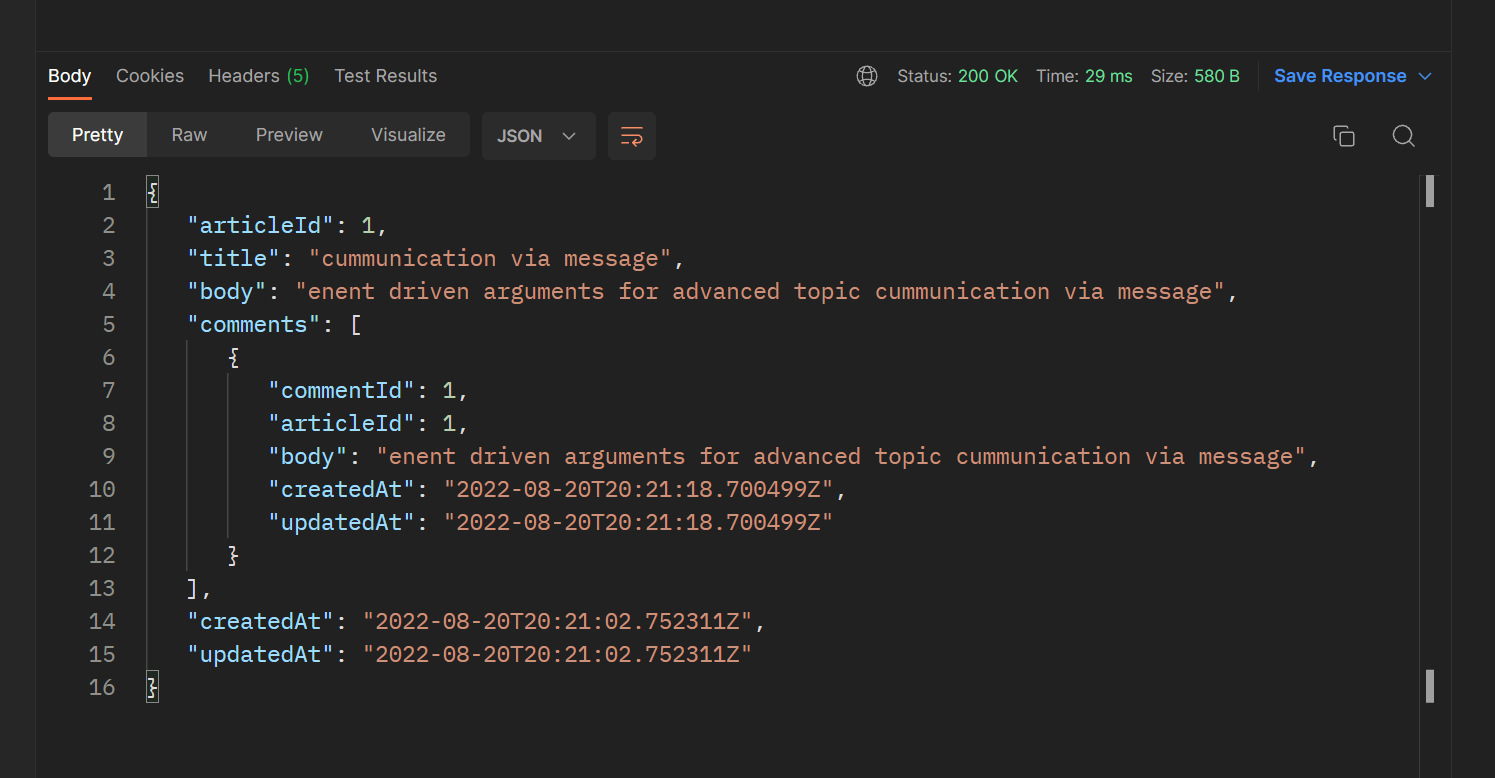 Body Cookies Headers (5) Test Results Status: 200 OK Time: 29 ms Size: 580 B Save Response
Pretty Raw Preview Visualize JSON
1 {
2 "articleId": 1,
3 "title": "cummunication via message",
4 "body": "enent driven arguments for advanced topic cummunication via message",
5 "comments": [
6 {
7 "commentId": 1,
8 "articleId": 1,
9 "body": "enent driven arguments for advanced topic cummunication via message",
10 "createdAt": "2022-08-20T20:21:18.700499Z",
11 "updatedAt": "2022-08-20T20:21:18.700499Z"
12 }
13 ],
14 "createdAt": "2022-08-20T20:21:02.752311Z",
15 "updatedAt": "2022-08-20T20:21:02.752311Z"
16 }